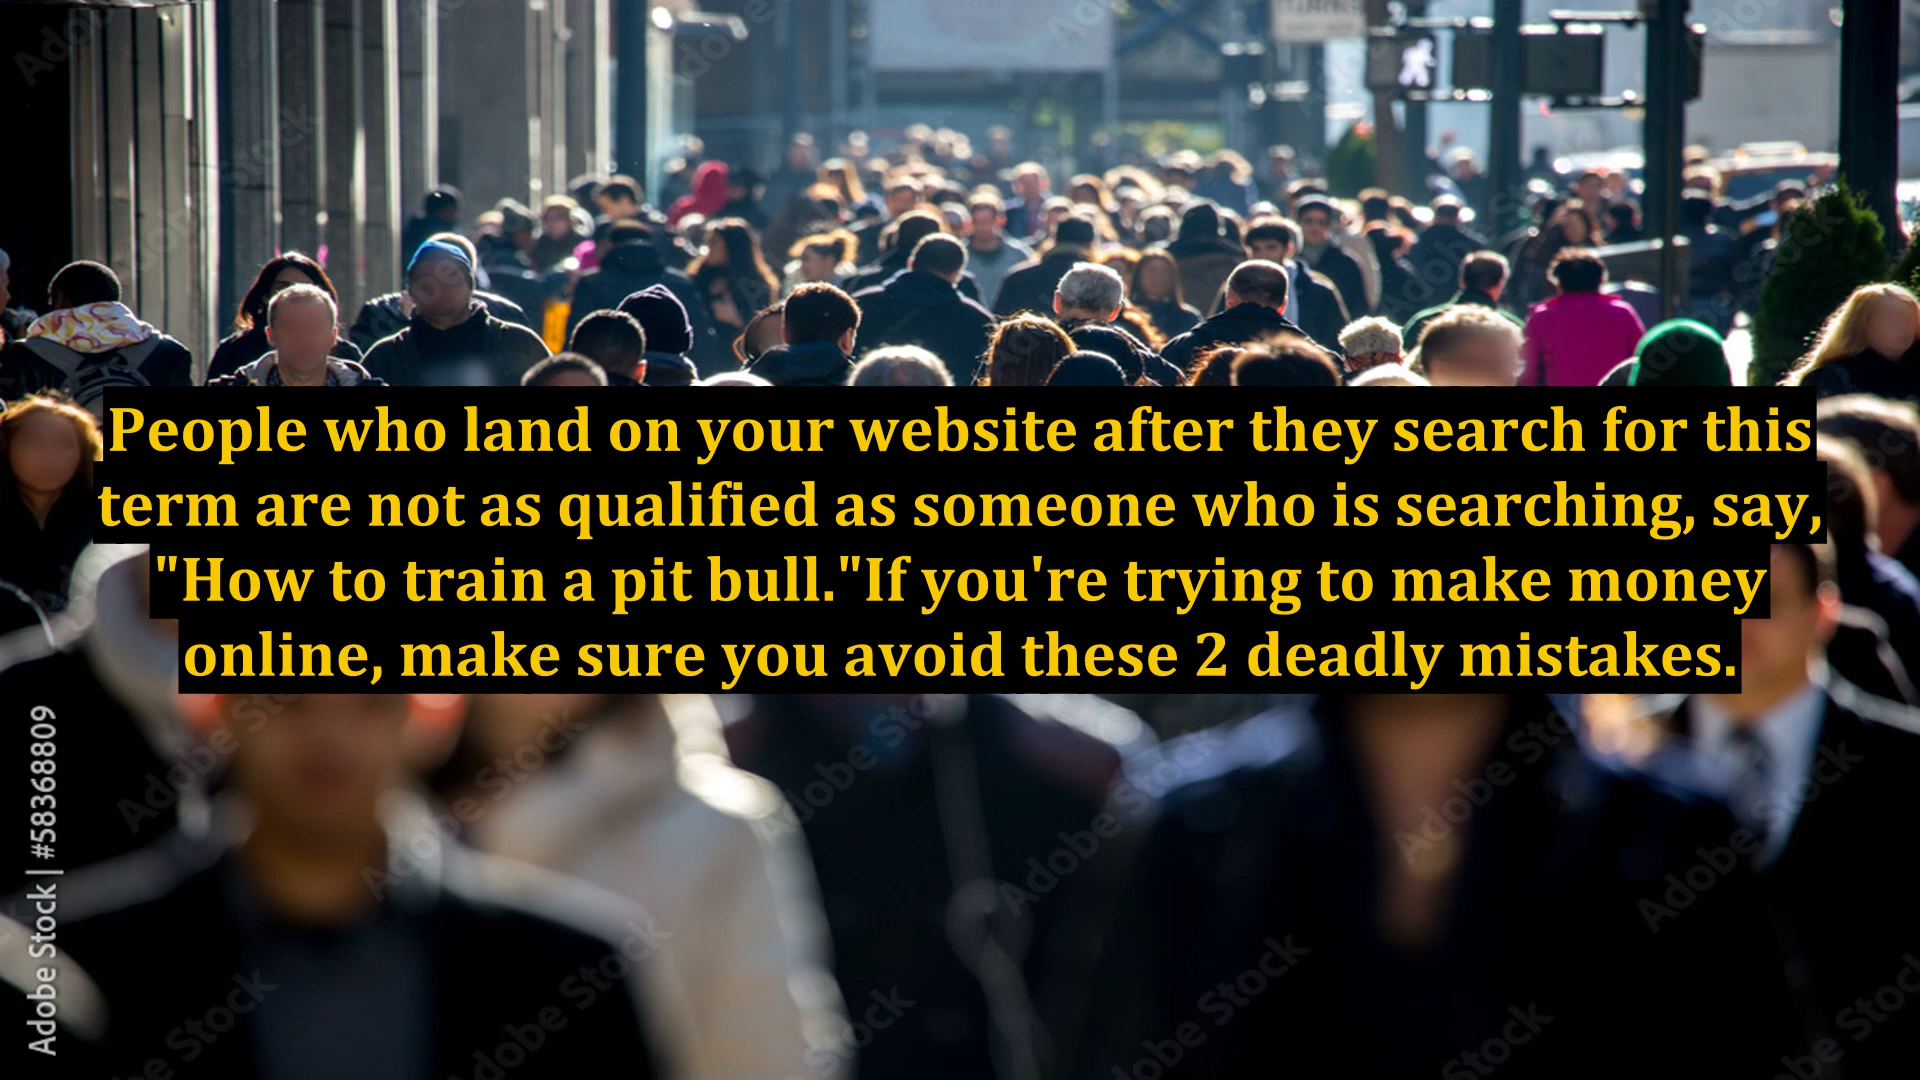 People who land on your website after they search for this
term are not as qualified as someone who is searching, say,
"How to train a pit bull."If you're trying to make money
online, make sure you avoid these 2 deadly mistakes.
Adobe Stock | #58368809